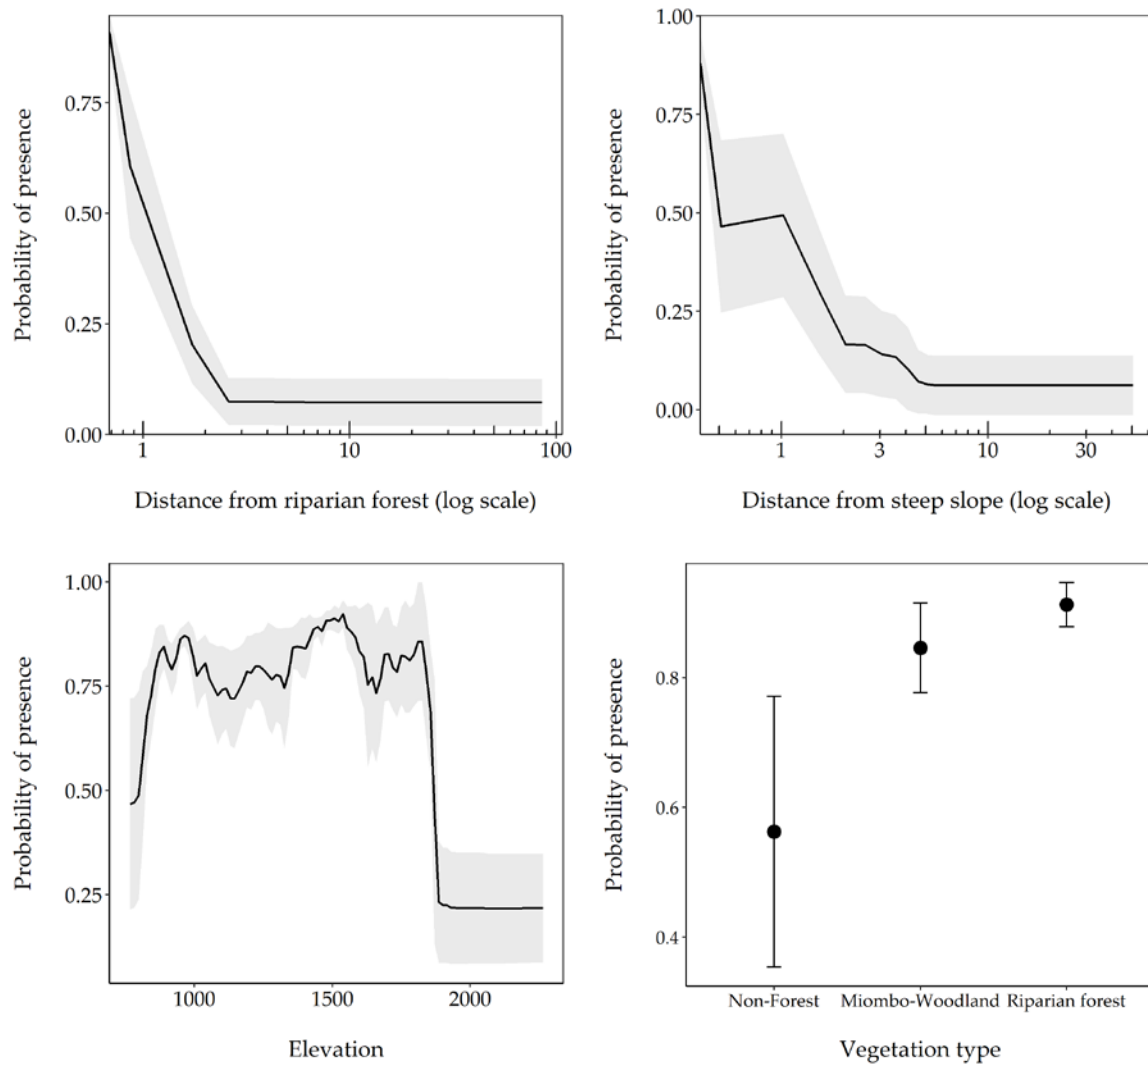 Probability of presence
0.75
0.50
0.25
0.00
1 10 100
Distance from riparian forest (log scale)
Probability of presence
1.00
0.75
0.50
0.25
0.00
1 3 10 30
Distance from steep slope (log scale)
Probability of presence
1.00
0.75
0.50
0.25
1000 1500 2000
Elevation
Probability of presence
0.8
0.6
0.4
Non-Forest Miombo-Woodland Riparian forest
Vegetation type